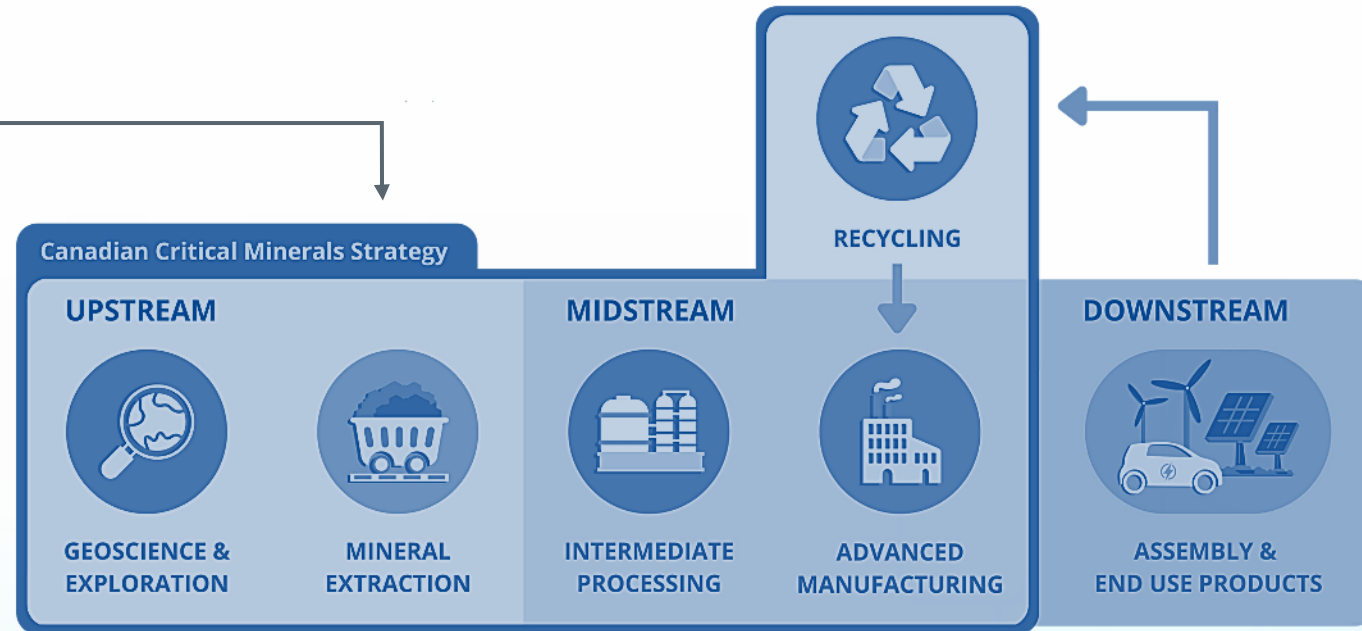 RECYCLING
Canadian Critical Minerals Strategy
UPSTREAM
MIDSTREAM
DOWNSTREAM
GEOSCIENCE &
EXPLORATION
MINERAL
EXTRACTION
INTERMEDIATE
PROCESSING
ADVANCED
MANUFACTURING
ASSEMBLY &
END USE PRODUCTS